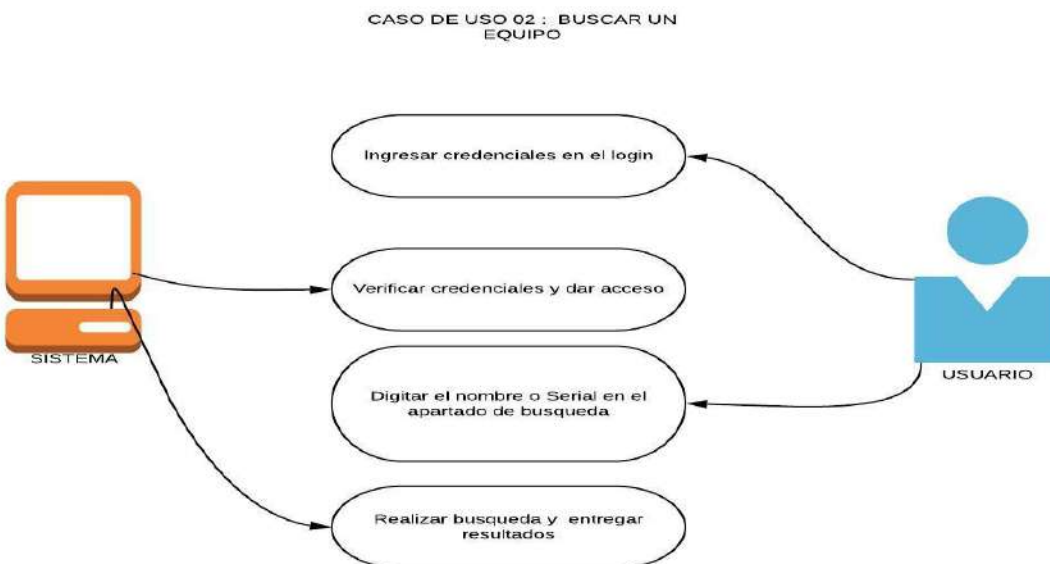 CASO DE USO 02 : BUSCAR UN
EQUIPO
Ingresar credenciales en el login
Verificar credenciales y dar acceso
SISTEMA
USUARIO
Digitar el nombre o Serial en el
apartado de busqueda
Realizar busqueda y entregar
resultados